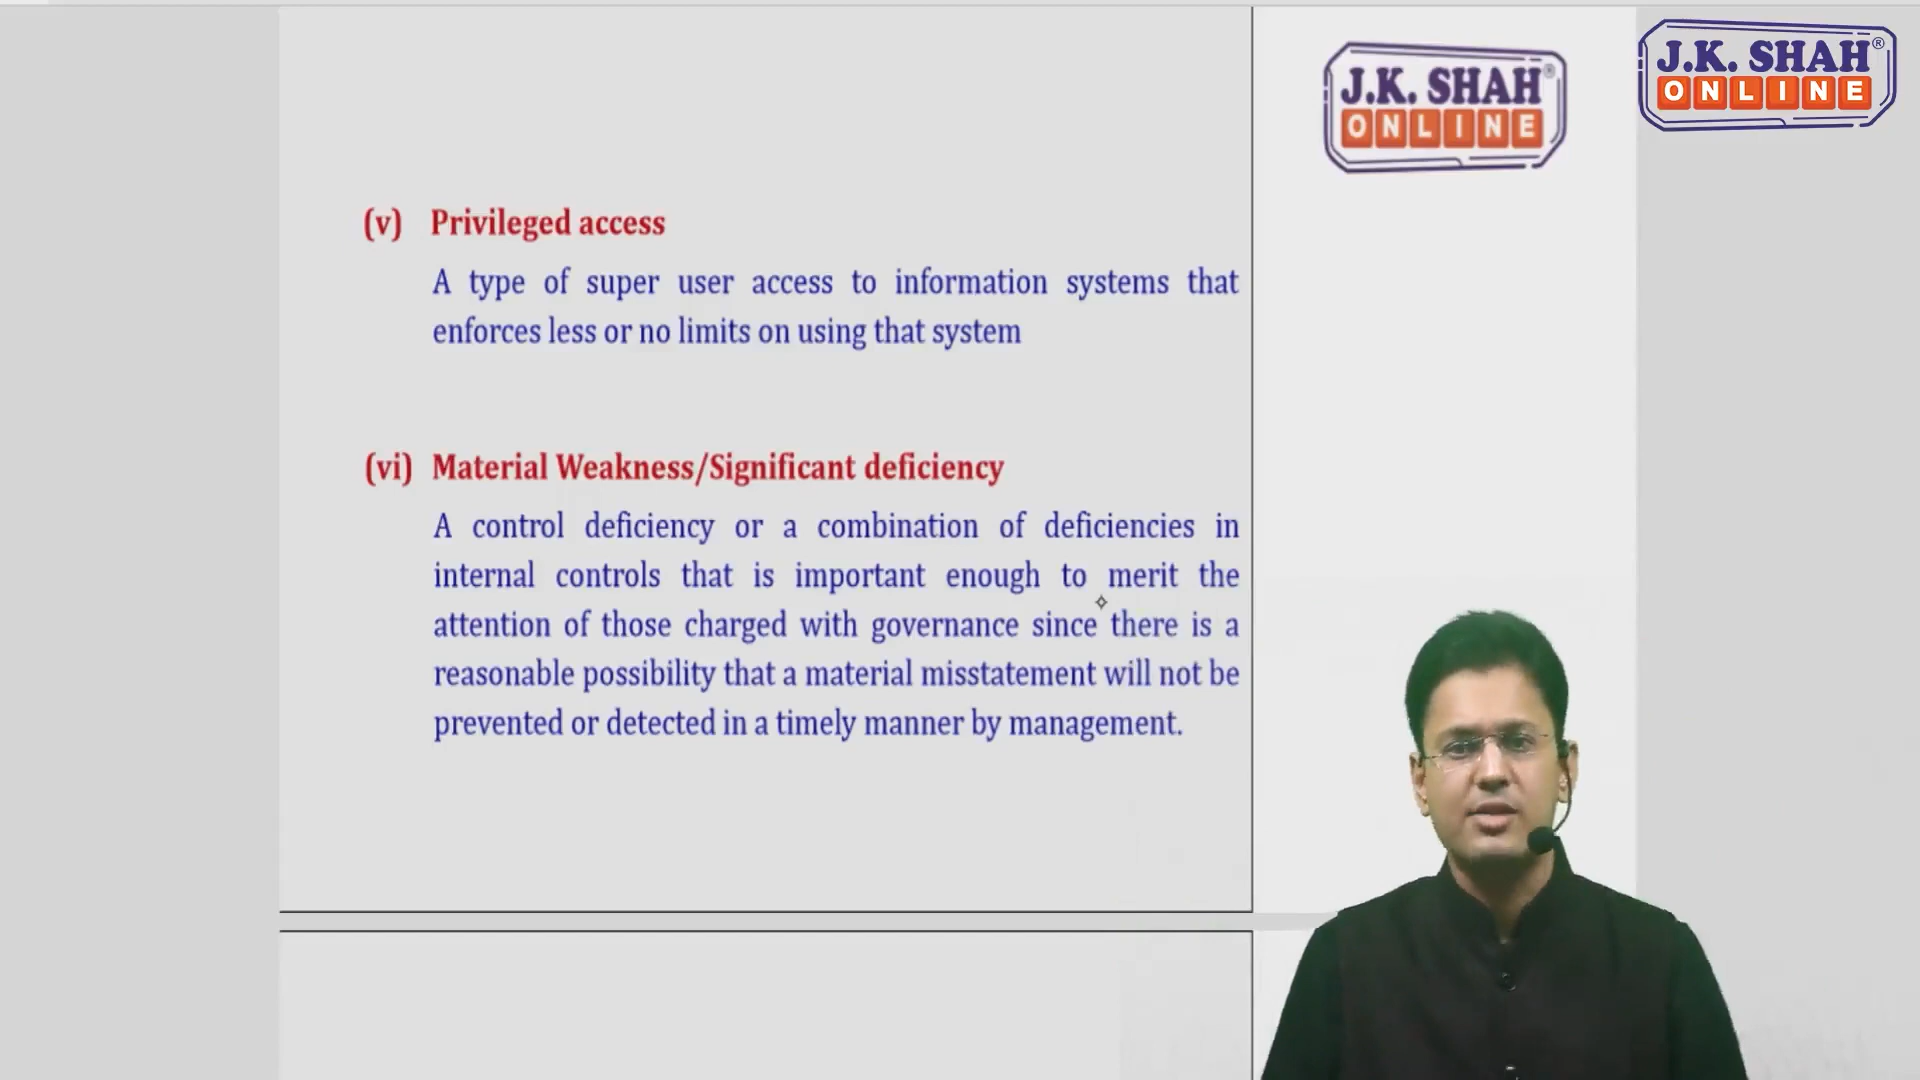 J.K. SHAH®
ONLINE
J.K. SHAH®
ONLINE
(v) Privileged access
A type of super user access to information systems that
enforces less or no limits on using that system
(vi) Material Weakness/Significant deficiency
A control deficiency or a combination of deficiencies in
internal controls that is important enough to merit the
attention of those charged with governance since there is a
reasonable possibility that a material misstatement will not be
prevented or detected in a timely manner by management.